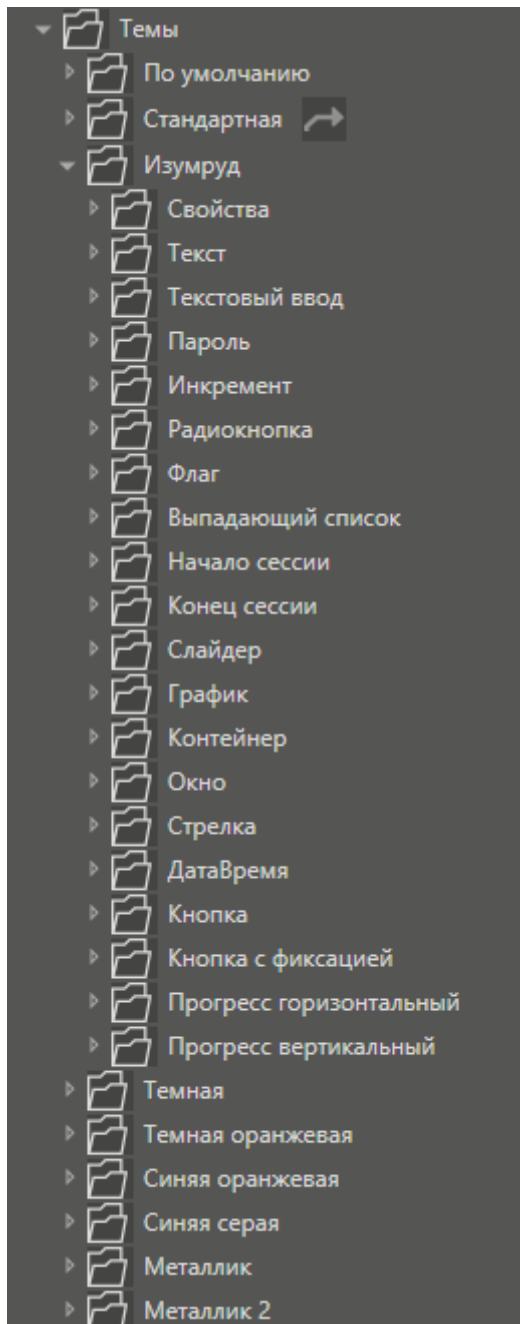 Темы
По умолчанию
Стандартная
Изумруд
Свойства
Текст
Текстовый ввод
Пароль
Инкремент
Радиокнопка
Флаг
Выпадающий список
Начало сессии
Конец сессии
Слайдер
График
Контейнер
Окно
Стрелка
ДатаВремя
Кнопка
Кнопка с фиксацией
Прогресс горизонтальный
Прогресс вертикальный
Темная
Темная оранжевая
Синяя оранжевая
Синяя серая
Металлик
Металлик 2